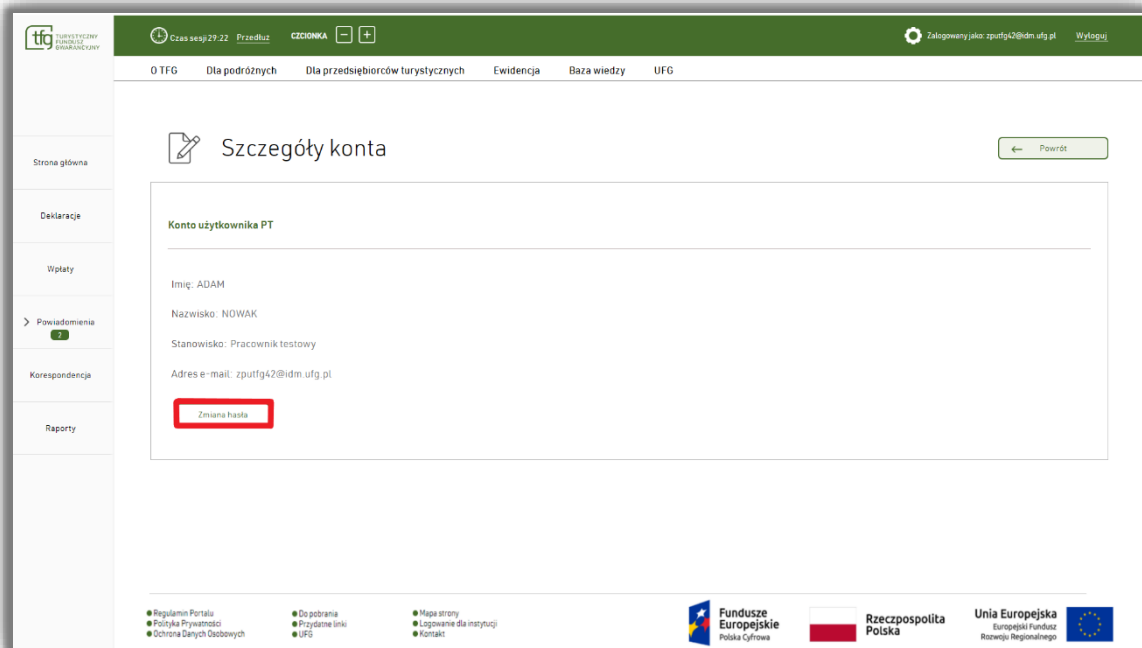 tfg TURYSTYCZNY
FUNDUSZ
GWARANCYJNY
Czas sesji 29:22 Przedłuż CZCIONKA − +
Zalogowany jako: zputfg42@idm.ufg.pl Wyloguj
O TFG Dla podróżnych Dla przedsiębiorców turystycznych Ewidencja Baza wiedzy UFG
Strona główna
Deklaracje
Wpłaty
Powiadomienia
2
Korespondencja
Raporty
Szczegóły konta
← Powrót
Konto użytkownika PT
Imię: ADAM
Nazwisko: NOWAK
Stanowisko: Pracownik testowy
Adres e-mail: zputfg42@idm.ufg.pl
Zmiana hasła
Regulamin Portalu
Polityka Prywatności
Ochrona Danych Osobowych
Do pobrania
Przydatne linki
UFG
Mapa strony
Logowanie dla instytucji
Kontakt
Fundusze
Europejskie
Polska Cyfrowa
Rzeczpospolita
Polska
Unia Europejska
Europejski Fundusz
Rozwoju Regionalnego